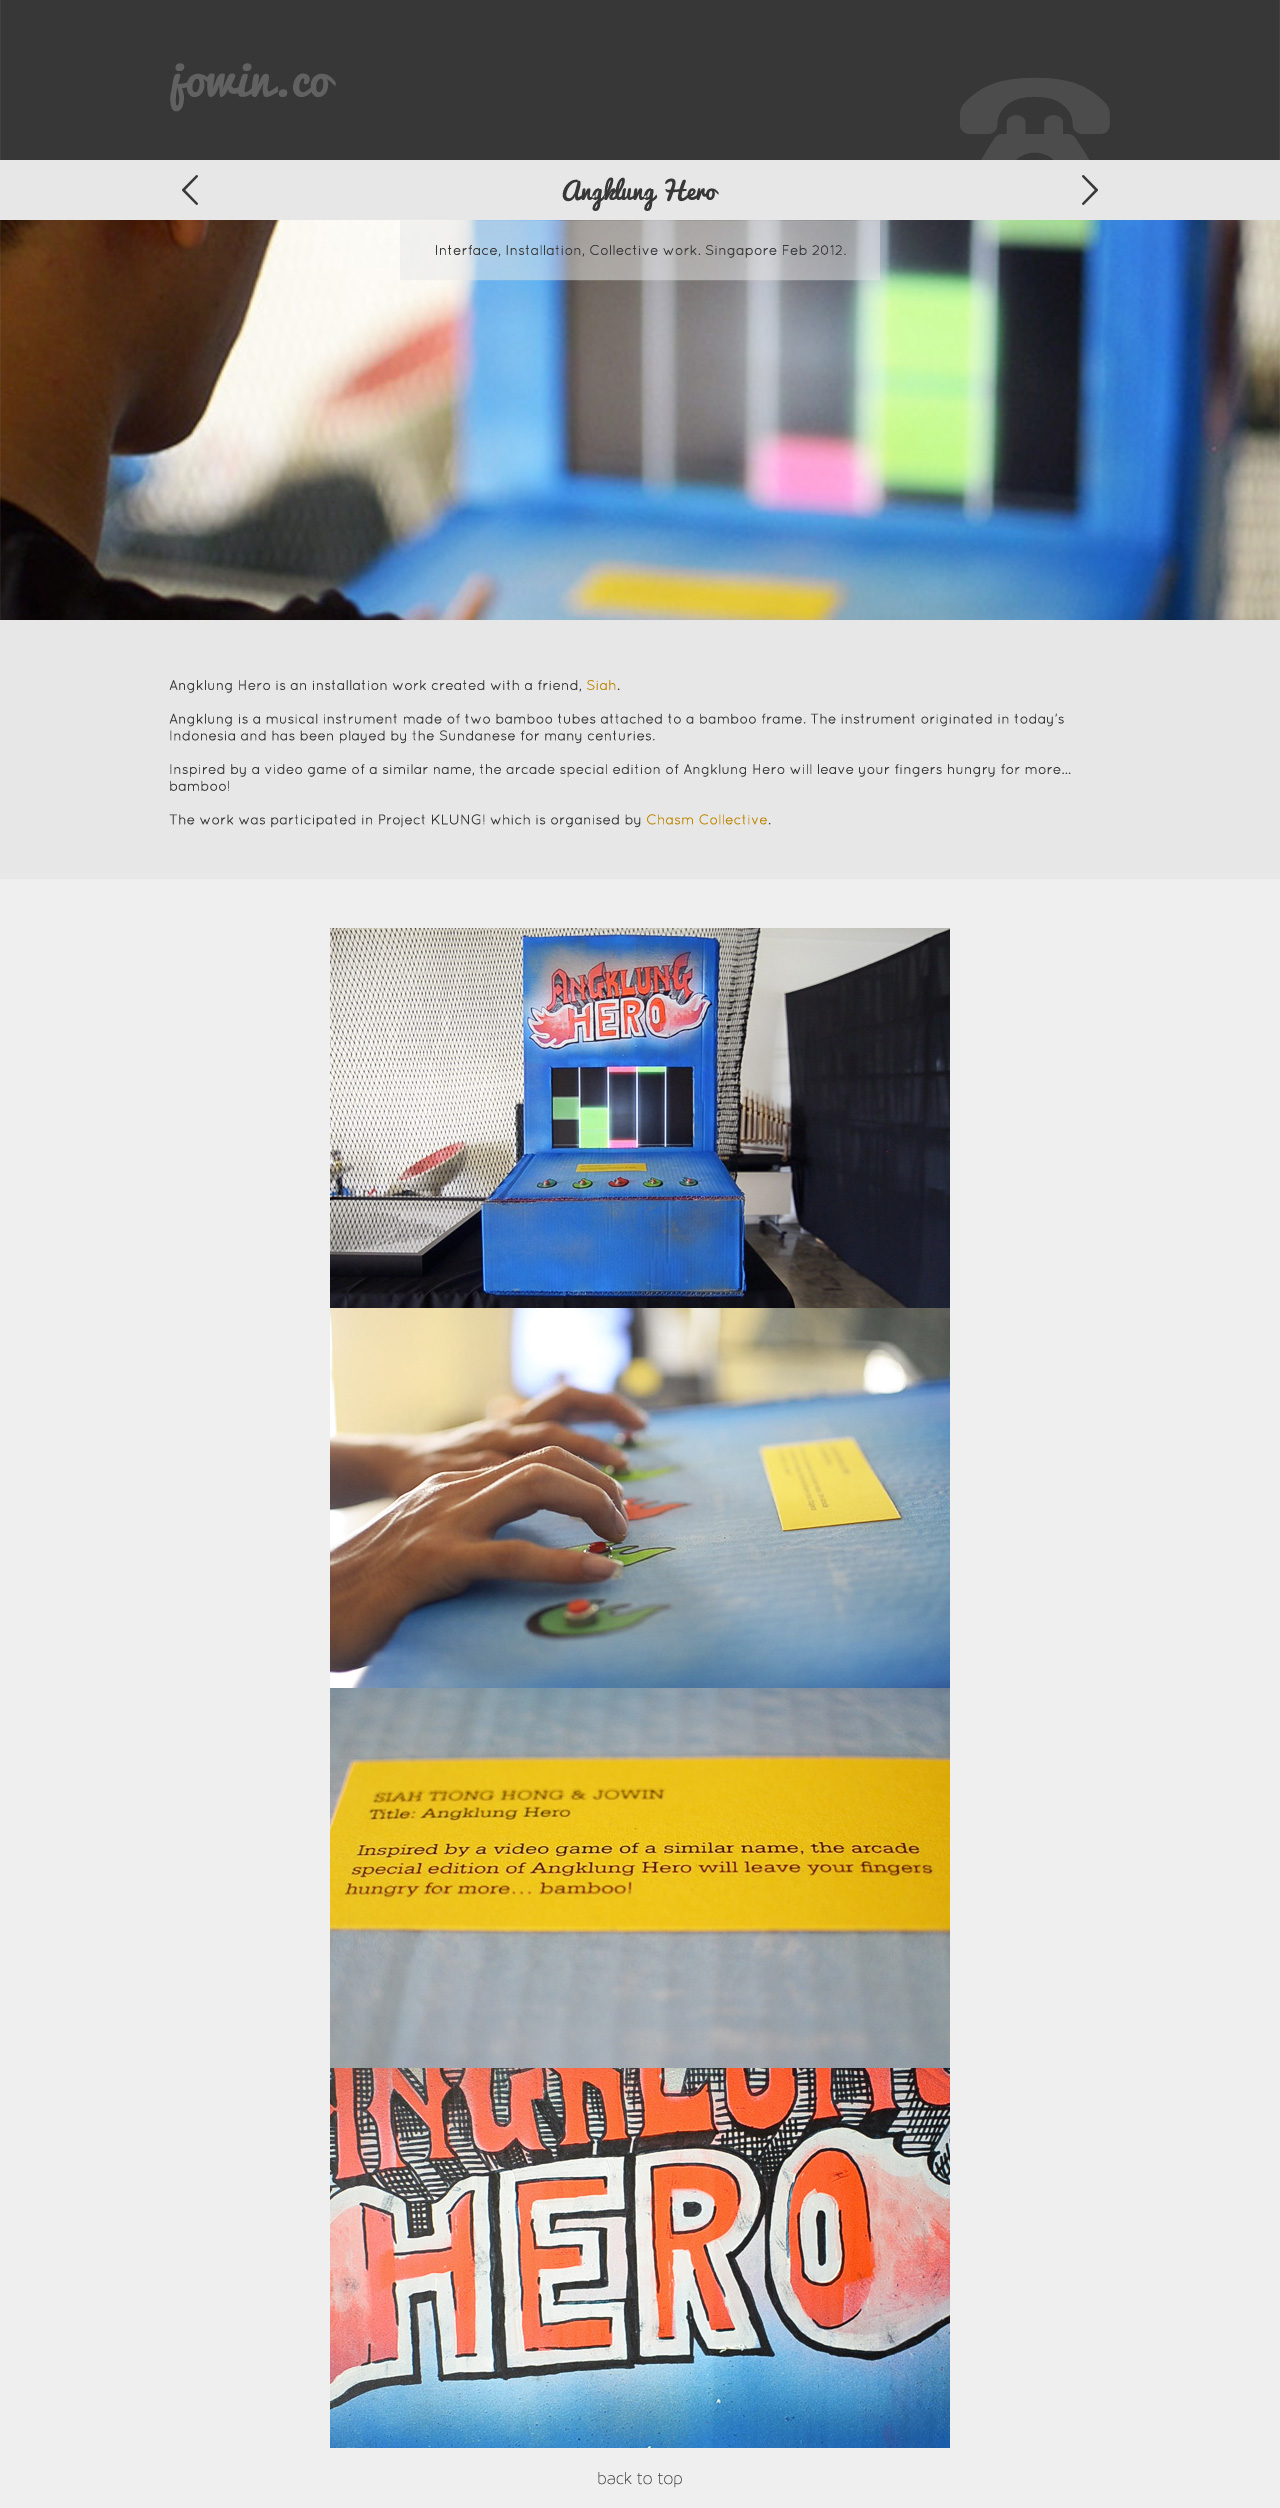 jowin.co
Angklung Hero
Interface, Installation, Collective work. Singapore Feb 2012.
Angklung Hero is an installation work created with a friend, Siah.
Angklung is a musical instrument made of two bamboo tubes attached to a bamboo frame. The instrument originated in today's
Indonesia and has been played by the Sundanese for many centuries.
Inspired by a video game of a similar name, the arcade special edition of Angklung Hero will leave your fingers hungry for more...
bamboo!
The work was participated in Project KLUNG! which is organised by Chasm Collective.
ANGKLUNG
HERO
SIAH TIONG HONG & JOWIN
Title: Angklung Hero
Inspired by a video game of a similar name, the arcade
special edition of Angklung Hero will leave your fingers
hungry for more... bamboo!
ANGKLUNG
HERO
back to top